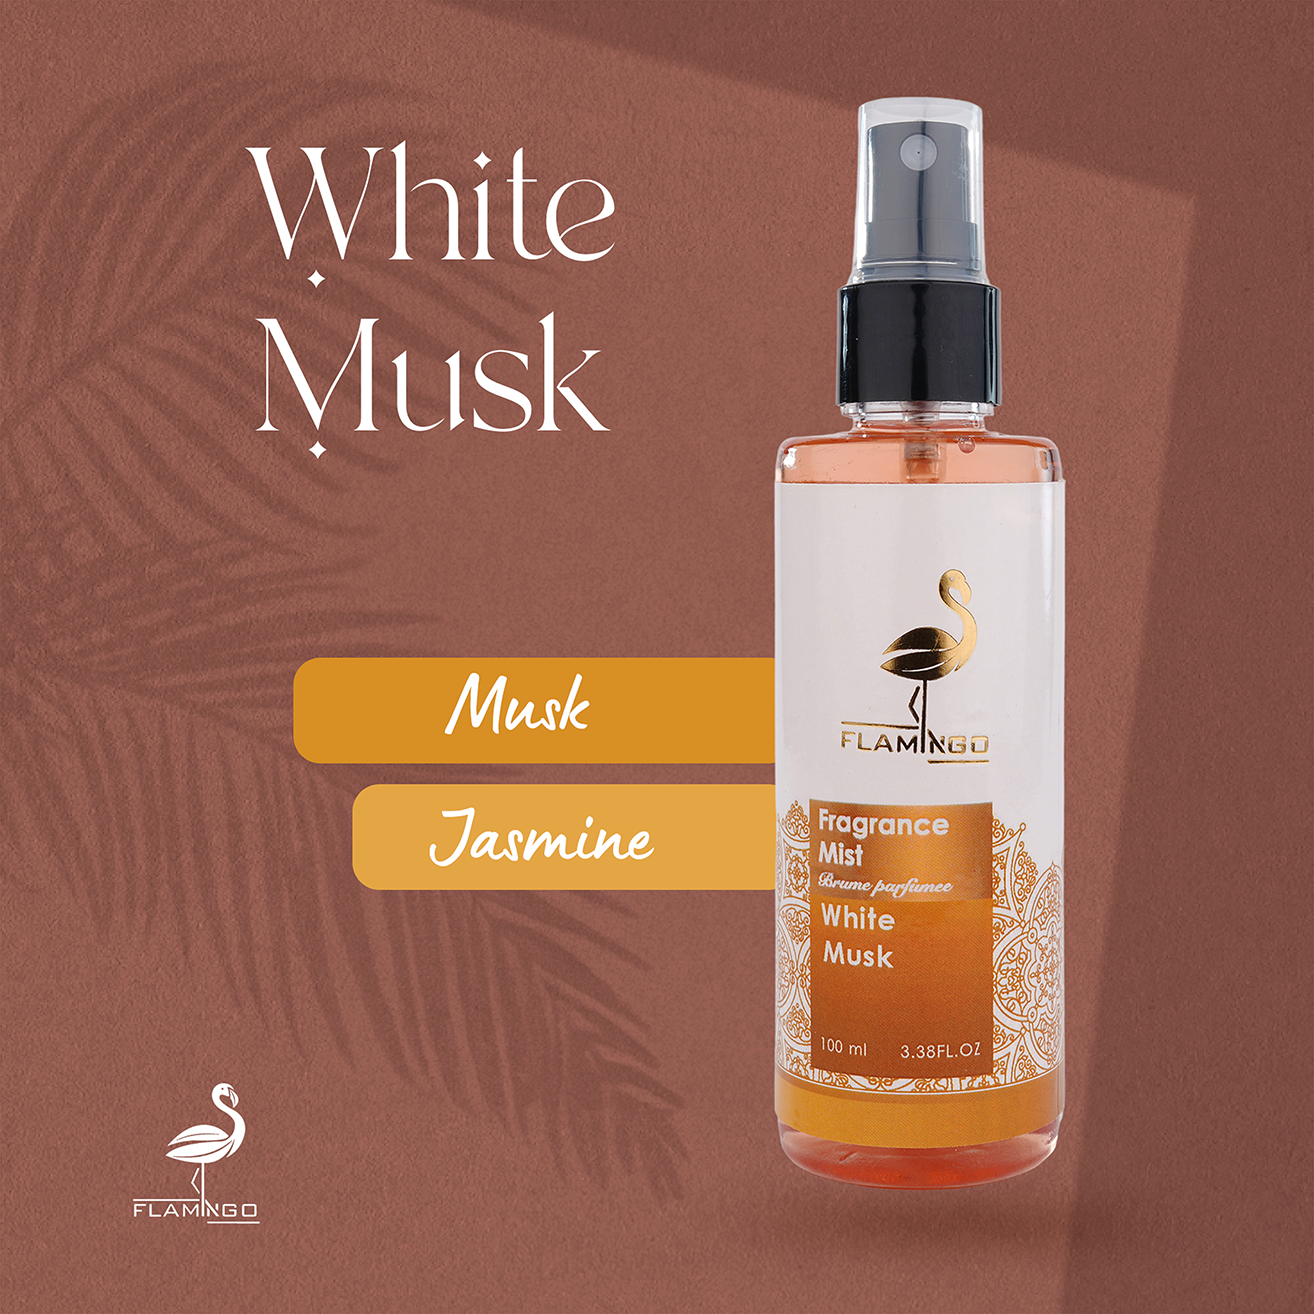 White
Musk
Musk
Jasmine
FLAMINGO
Fragrance
Mist
Brume parfumee
White
Musk
100 ml 3.38FL.OZ
FLAMINGO